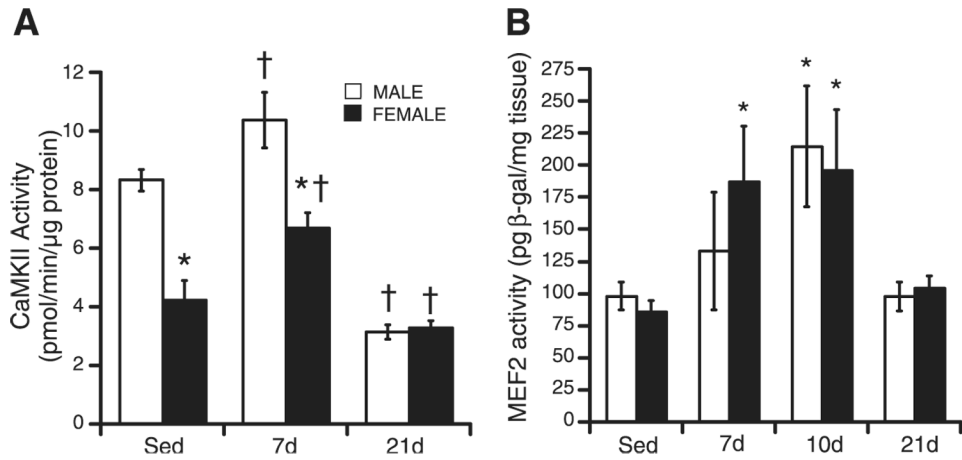 A
CaMKII Activity
(pmol/min/µg protein)
12
10
8
6
4
2
0
†
*
* †
†
†
MALE
FEMALE
Sed
7d
21d
B
MEF2 activity (pg β-gal/mg tissue)
275
250
225
200
175
150
125
100
75
50
25
0
*
*
*
Sed
7d
10d
21d